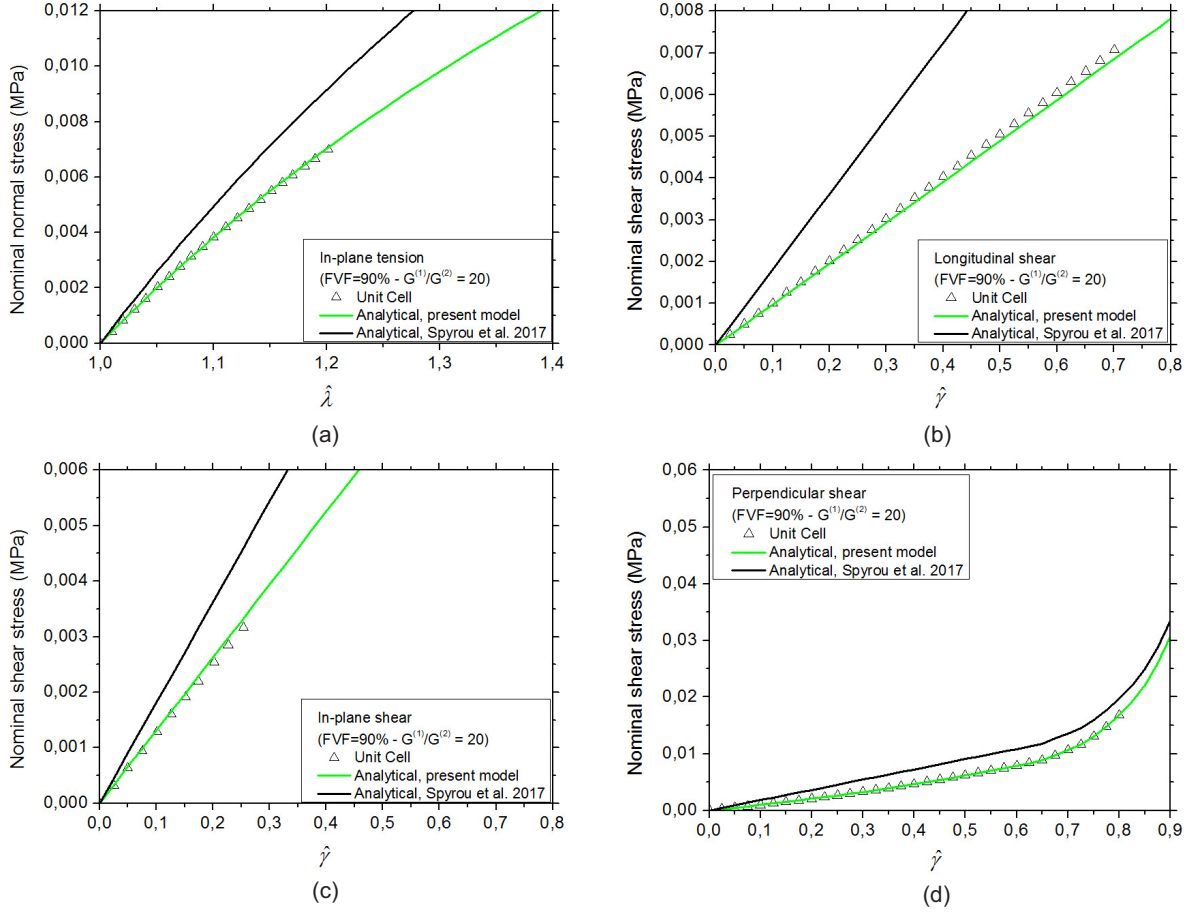 0,012
0,010
0,008
0,006
0,004
0,002
0,000
Nominal normal stress (MPa)
In-plane tension
(FVF=90% - G(1)/G(2) = 20)
Unit Cell
Analytical, present model
Analytical, Spyrou et al. 2017
1,0 1,1 1,2 1,3 1,4
λ̂
(a)
0,008
0,007
0,006
0,005
0,004
0,003
0,002
0,001
0,000
Nominal shear stress (MPa)
Longitudinal shear
(FVF=90% - G(1)/G(2) = 20)
Unit Cell
Analytical, present model
Analytical, Spyrou et al. 2017
0,0 0,1 0,2 0,3 0,4 0,5 0,6 0,7 0,8
γ̂
(b)
0,006
0,005
0,004
0,003
0,002
0,001
0,000
Nominal shear stress (MPa)
In-plane shear
(FVF=90% - G(1)/G(2) = 20)
Unit Cell
Analytical, present model
Analytical, Spyrou et al. 2017
0,0 0,1 0,2 0,3 0,4 0,5 0,6 0,7 0,8
γ̂
(c)
0,06
0,05
0,04
0,03
0,02
0,01
0,00
Nominal shear stress (MPa)
Perpendicular shear
(FVF=90% - G(1)/G(2) = 20)
Unit Cell
Analytical, present model
Analytical, Spyrou et al. 2017
0,0 0,1 0,2 0,3 0,4 0,5 0,6 0,7 0,8 0,9
γ̂
(d)